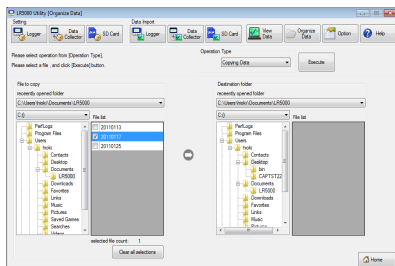 LR5000 Utility [Organize Data]
Setting
Data Import
Logger
Data Collector
SD Card
Logger
Data Collector
SD Card
View Data
Organize Data
Option
Help
Please select operation from [Operation Type],
Please select a file , and click [Execute] button.
Operation Type
Copying Data
Execute
File to copy
recently opened folder
C:\Users\hioki\Documents\LR5000
C:()
File list
PerfLogs
Program Files
Users
hioki
Contacts
Desktop
Documents
LR5000
Downloads
Favorites
Links
Music
Pictures
Saved Games
Searches
Videos
20110113
20110117
20110125
selected file count: 1
Clear all selections
Destination folder
recently opened folder
C:\Users\hioki\Documents\LR5000
C:()
File list
PerfLogs
Program Files
Users
hioki
Contacts
Desktop
bin
CAPTST22
Documents
LR5000
Downloads
Favorites
Links
Music
Home